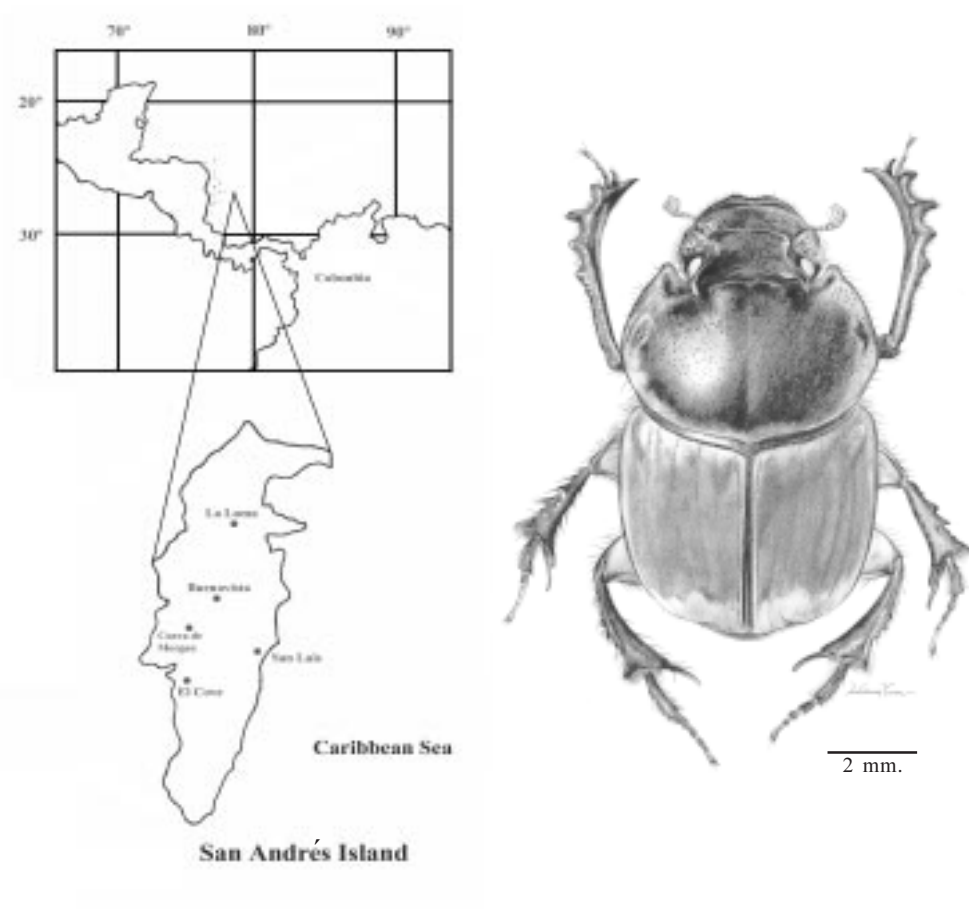 70°
80°
90°
20°
30°
Colombia
La Loma
Buenavista
Cueva de
Morgan
San Luis
El Cove
Caribbean Sea
San Andrés Island
2 mm.